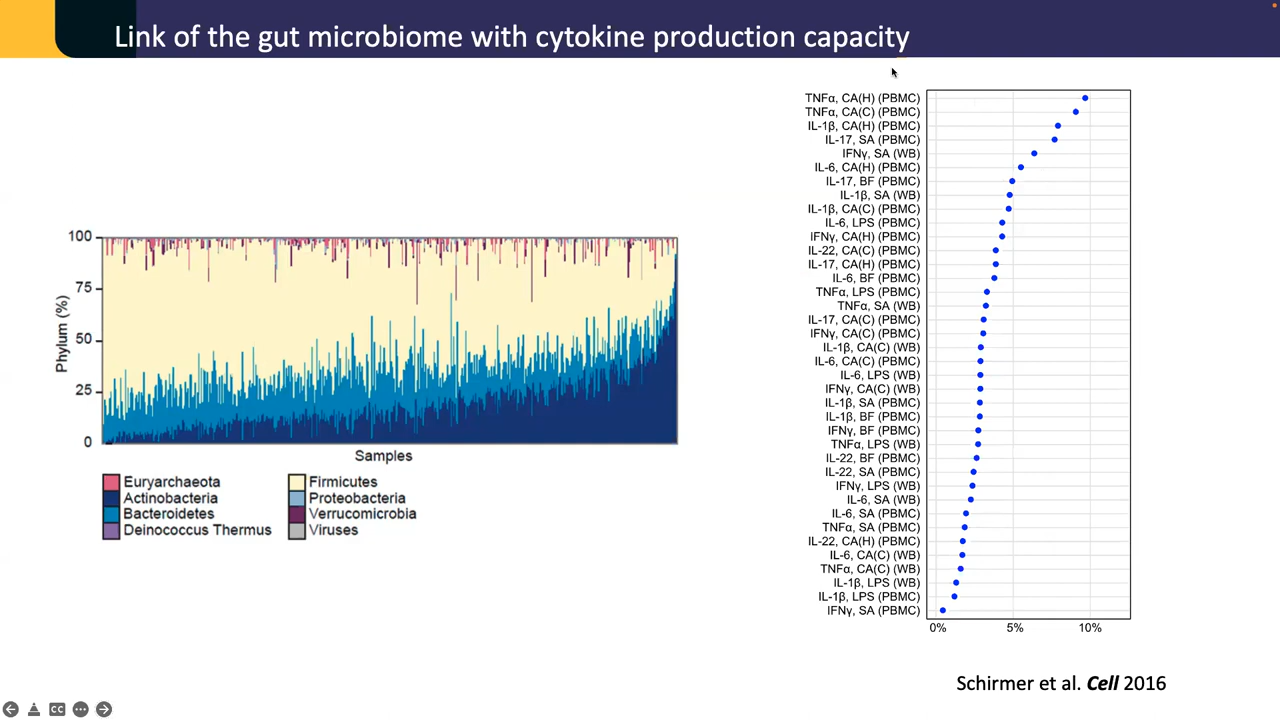 Link of the gut microbiome with cytokine production capacity
100
75
50
25
0
Phylum (%)
Samples
Euryarchaeota
Actinobacteria
Bacteroidetes
Deinococcus Thermus
Firmicutes
Proteobacteria
Verrucomicrobia
Viruses
TNFα, CA(H) (PBMC)
TNFα, CA(C) (PBMC)
IL-1β, CA(H) (PBMC)
IL-17, SA (PBMC)
IFNγ, SA (WB)
IL-6, CA(H) (PBMC)
IL-17, BF (PBMC)
IL-1β, SA (WB)
IL-1β, CA(C) (PBMC)
IL-6, LPS (PBMC)
IFNγ, CA(H) (PBMC)
IL-22, CA(C) (PBMC)
IL-17, CA(H) (PBMC)
IL-6, BF (PBMC)
TNFα, LPS (PBMC)
TNFα, SA (WB)
IL-17, CA(C) (PBMC)
IFNγ, CA(C) (PBMC)
IL-1β, CA(C) (WB)
IL-6, CA(C) (PBMC)
IL-6, LPS (WB)
IFNγ, CA(C) (WB)
IL-1β, SA (PBMC)
IL-1β, BF (PBMC)
IFNγ, BF (PBMC)
TNFα, LPS (WB)
IL-22, BF (PBMC)
IL-22, SA (PBMC)
IFNγ, LPS (WB)
IL-6, SA (WB)
IL-6, SA (PBMC)
TNFα, SA (PBMC)
IL-22, CA(H) (PBMC)
IL-6, CA(C) (WB)
TNFα, CA(C) (WB)
IL-1β, LPS (WB)
IL-1β, LPS (PBMC)
IFNγ, SA (PBMC)
0% 5% 10%
Schirmer et al. Cell 2016
CC